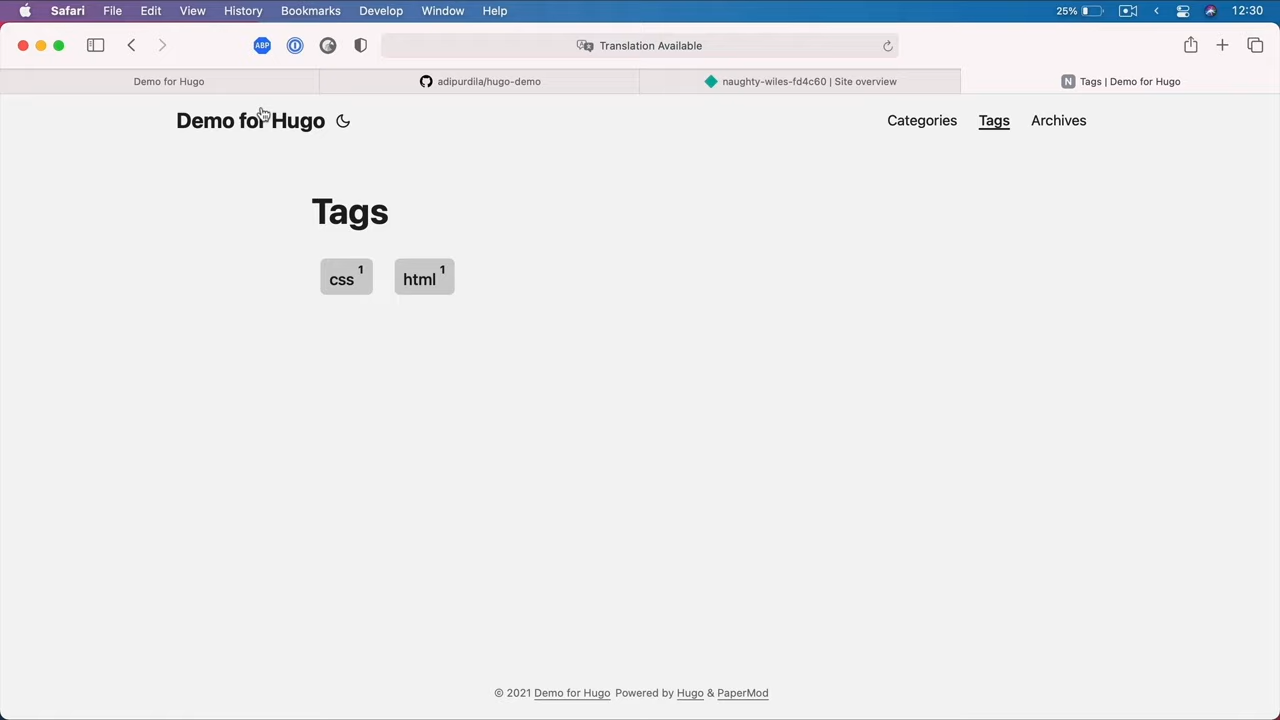 Safari File Edit View History Bookmarks Develop Window Help 25% 12:30
ABP Translation Available
Demo for Hugo adipurdila/hugo-demo naughty-wiles-fd4c60 | Site overview N Tags | Demo for Hugo
Demo for Hugo Categories Tags Archives
Tags
css 1 html 1
© 2021 Demo for Hugo Powered by Hugo & PaperMod